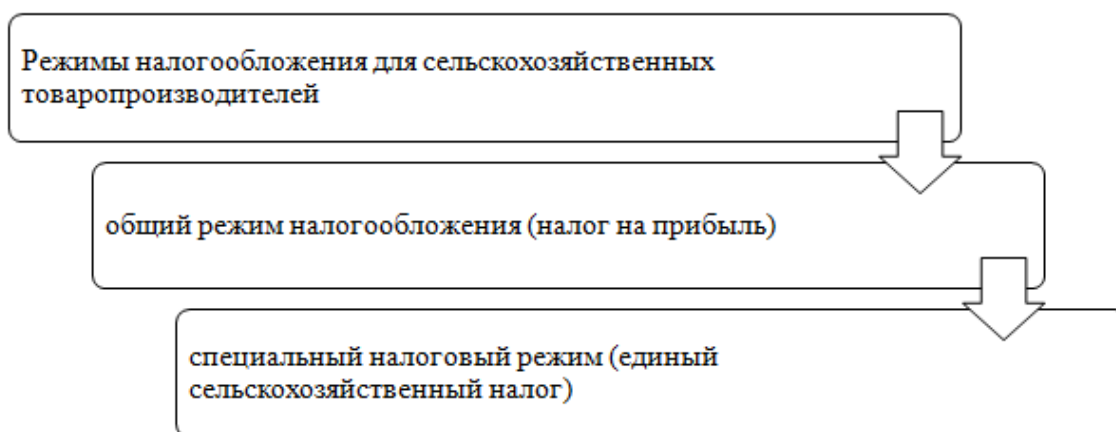 Режимы налогообложения для сельскохозяйственных
товаропроизводителей
общий режим налогообложения (налог на прибыль)
специальный налоговый режим (единый
сельскохозяйственный налог)